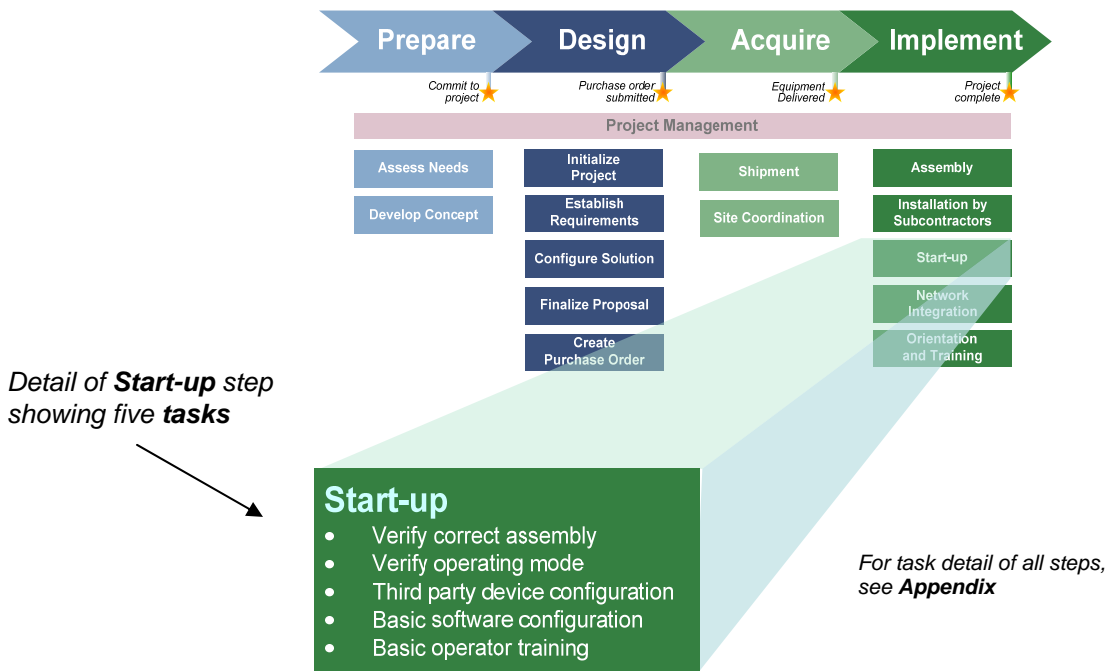 Prepare
Design
Acquire
Implement
Commit to
project
Purchase order
submitted
Equipment
Delivered
Project
complete
Project Management
Assess Needs
Develop Concept
Initialize
Project
Establish
Requirements
Configure Solution
Finalize Proposal
Create
Purchase Order
Shipment
Site Coordination
Assembly
Installation by
Subcontractors
Start-up
Network
Integration
Orientation
and Training
Detail of Start-up step
showing five tasks
Start-up
• Verify correct assembly
• Verify operating mode
• Third party device configuration
• Basic software configuration
• Basic operator training
For task detail of all steps,
see Appendix